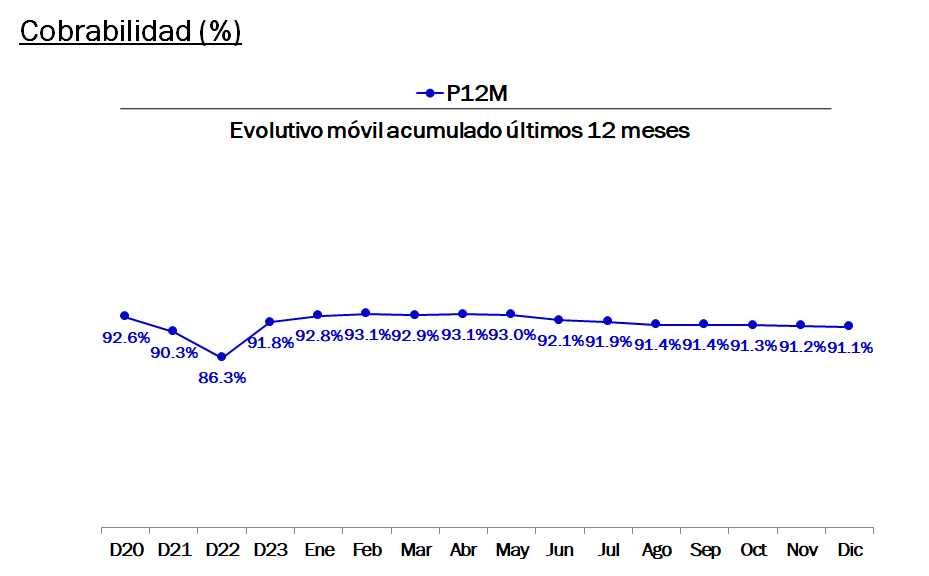 Cobrabilidad (%)
P12M
Evolutivo móvil acumulado últimos 12 meses
92.6% 90.3% 86.3% 91.8% 92.8% 93.1% 92.9% 93.1% 93.0% 92.1% 91.9% 91.4% 91.4% 91.3% 91.2% 91.1%
D20 D21 D22 D23 Ene Feb Mar Abr May Jun Jul Ago Sep Oct Nov Dic